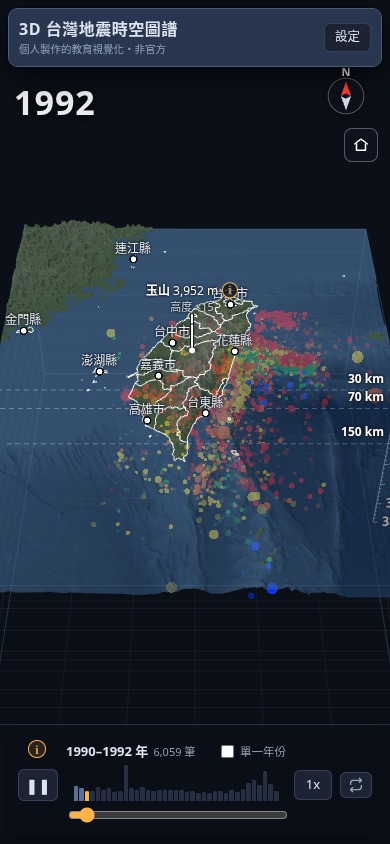 3D 台灣地震時空圖譜
個人製作的教育視覺化・非官方
設定
1992
N
連江縣
玉山 3,952 m
高度
市
金門縣
台中市
花蓮縣
澎湖縣
嘉義市
30 km
70 km
高雄市
台東縣
150 km
1990–1992 年 6,059 筆
單一年份
1x